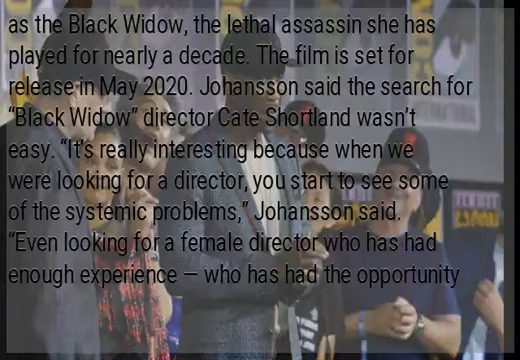 as the Black Widow, the lethal assassin she has
played for nearly a decade. The film is set for
release in May 2020. Johansson said the search for
“Black Widow” director Cate Shortland wasn’t
easy. “It’s really interesting because when we
were looking for a director, you start to see some
of the systemic problems,” Johansson said.
“Even looking for a female director who has had
enough experience — who has had the opportunity